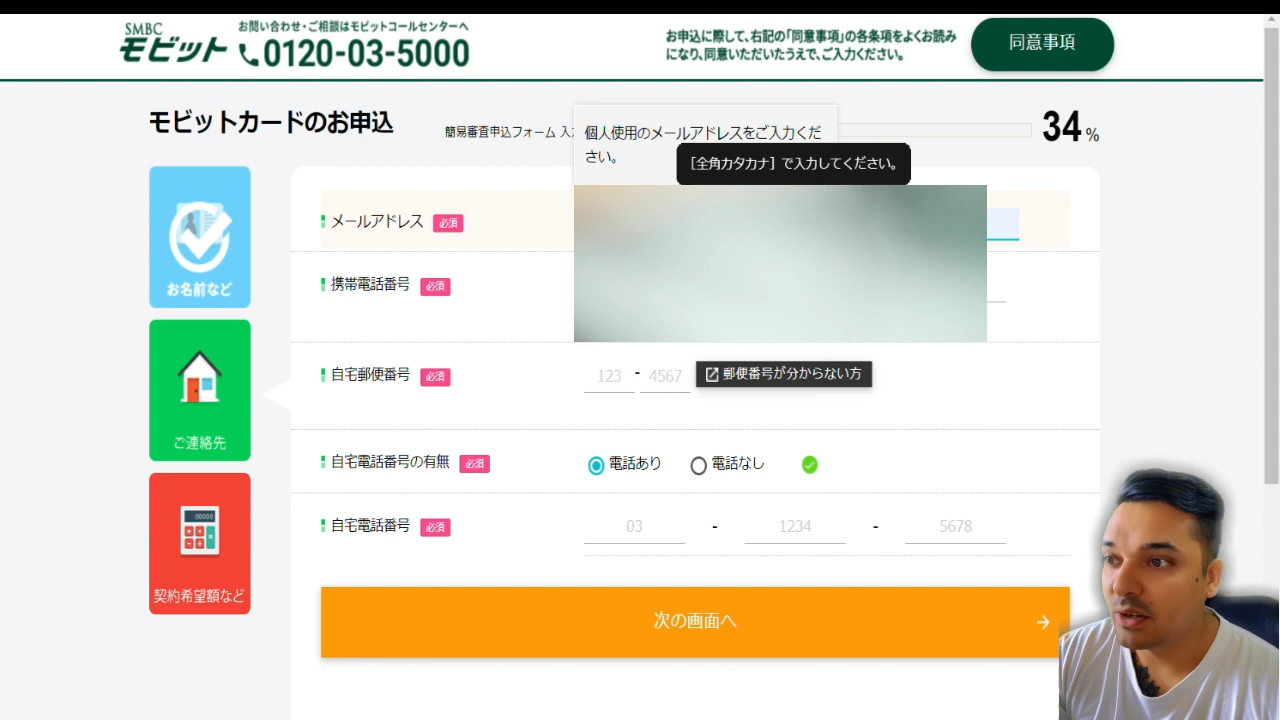 SMBC
モビット
お問い合わせ・ご相談はモビットコールセンターへ
0120-03-5000
お申込に際して、右記の「同意事項」の各条項をよくお読み
になり、同意いただいたうえで、ご入力ください。
同意事項
モビットカードのお申込
簡易審査申込フォーム 入
34%
個人使用のメールアドレスをご入力くだ
さい。
［全角カタカナ］で入力してください。
お名前など
ご連絡先
契約希望額など
メールアドレス 必須
携帯電話番号 必須
自宅郵便番号 必須 123 - 4567 郵便番号が分からない方
自宅電話番号の有無 必須 電話あり 電話なし
自宅電話番号 必須 03 - 1234 - 5678
次の画面へ
00000